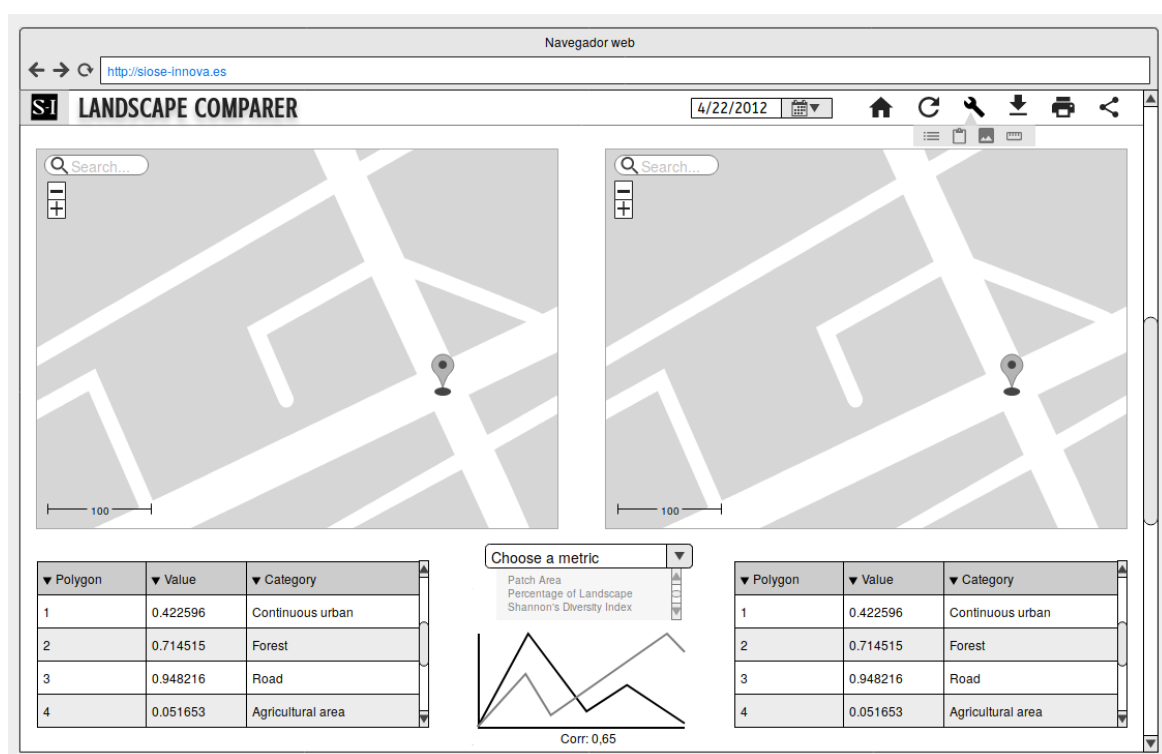 Navegador web
http://siose-innova.es
S-I LANDSCAPE COMPARER 4/22/2012
Search... Search...
100 100
Choose a metric
Patch Area
Percentage of Landscape
Shannon's Diversity Index
▼ Polygon ▼ Value ▼ Category
1 0.422596 Continuous urban
2 0.714515 Forest
3 0.948216 Road
4 0.051653 Agricultural area
Corr: 0,65
▼ Polygon ▼ Value ▼ Category
1 0.422596 Continuous urban
2 0.714515 Forest
3 0.948216 Road
4 0.051653 Agricultural area